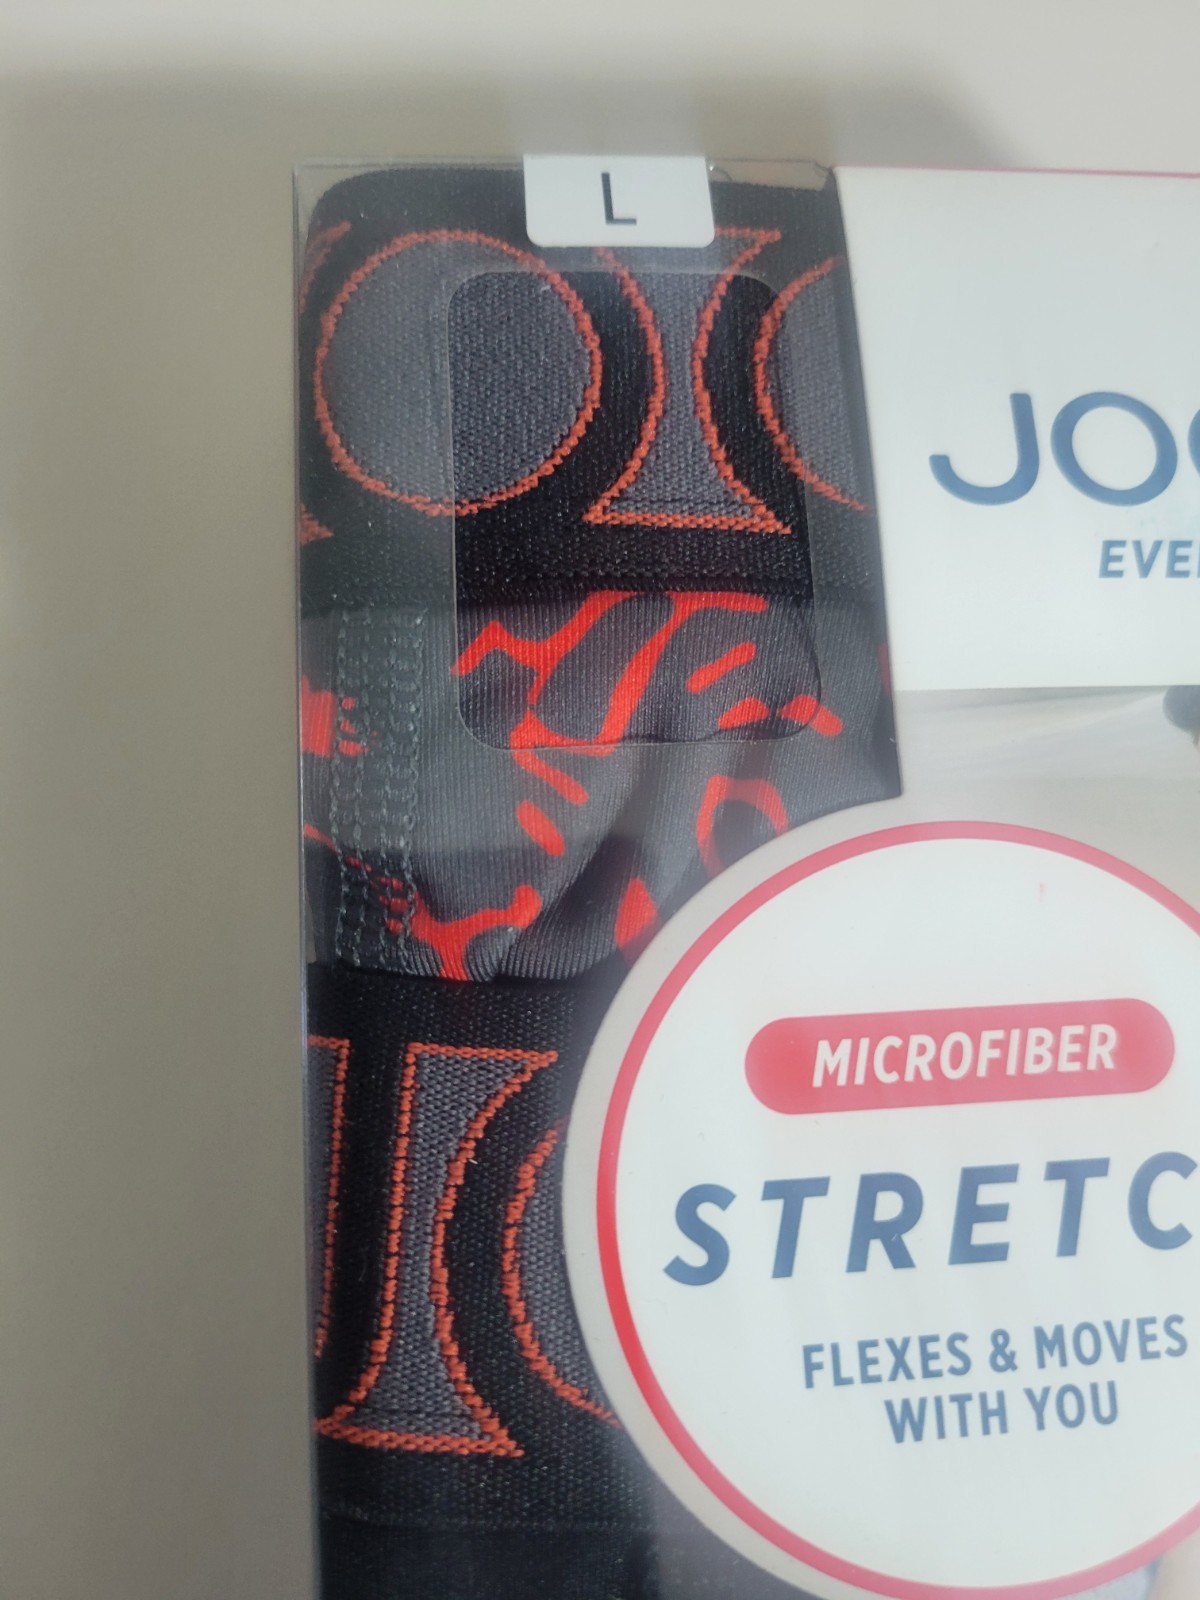 L
JO
EVE
MICROFIBER
STRETC
FLEXES & MOVES
WITH YOU